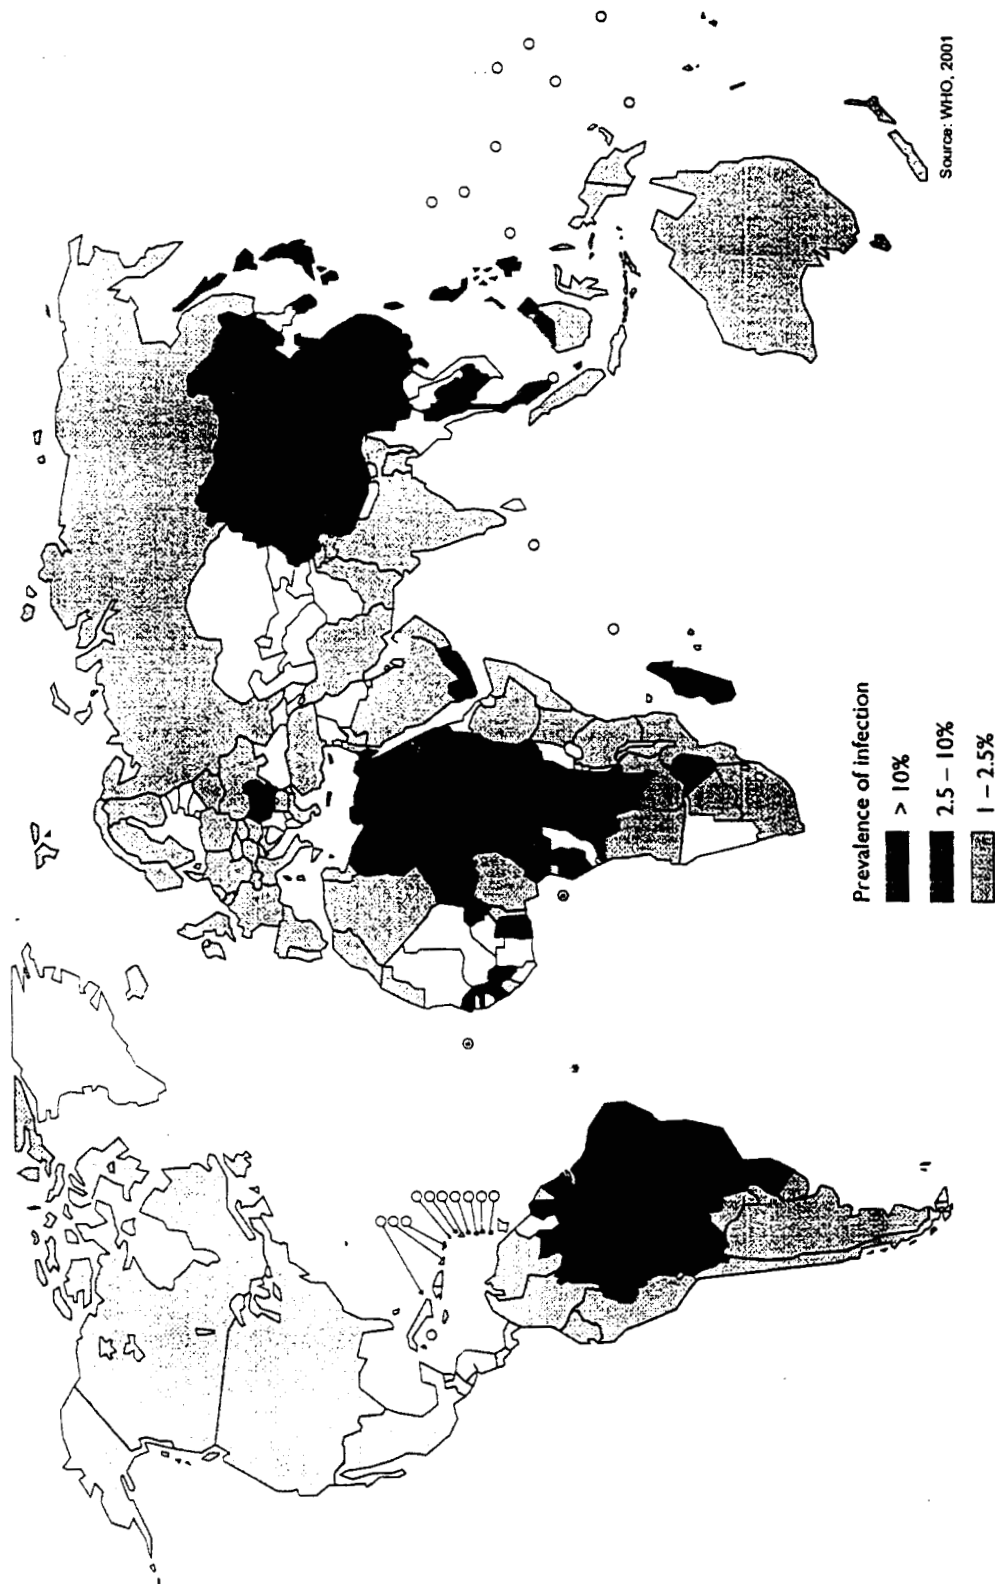 Prevalence of infection
> 10%
2.5 – 10%
1 – 2.5%
Source: WHO, 2001